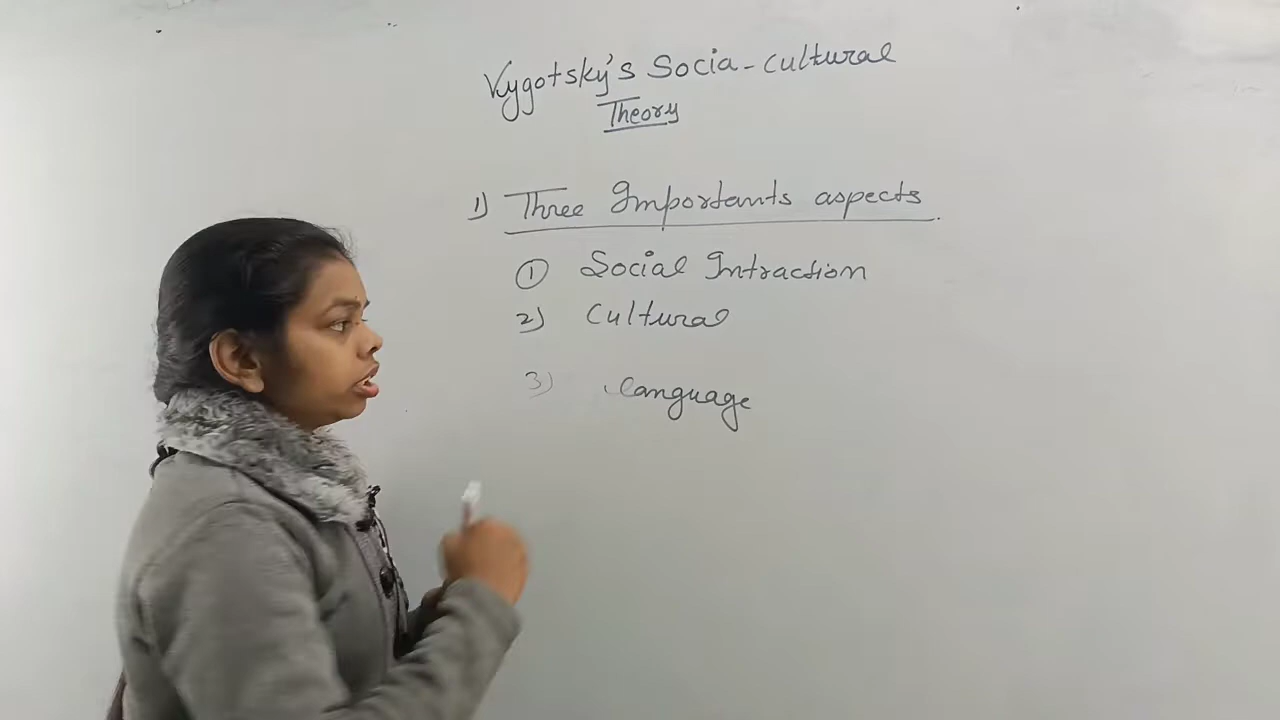 Vygotsky's Socia-cultural
Theory
1) Three Importants aspects
① Social Intraction
2) Cultural
3) language